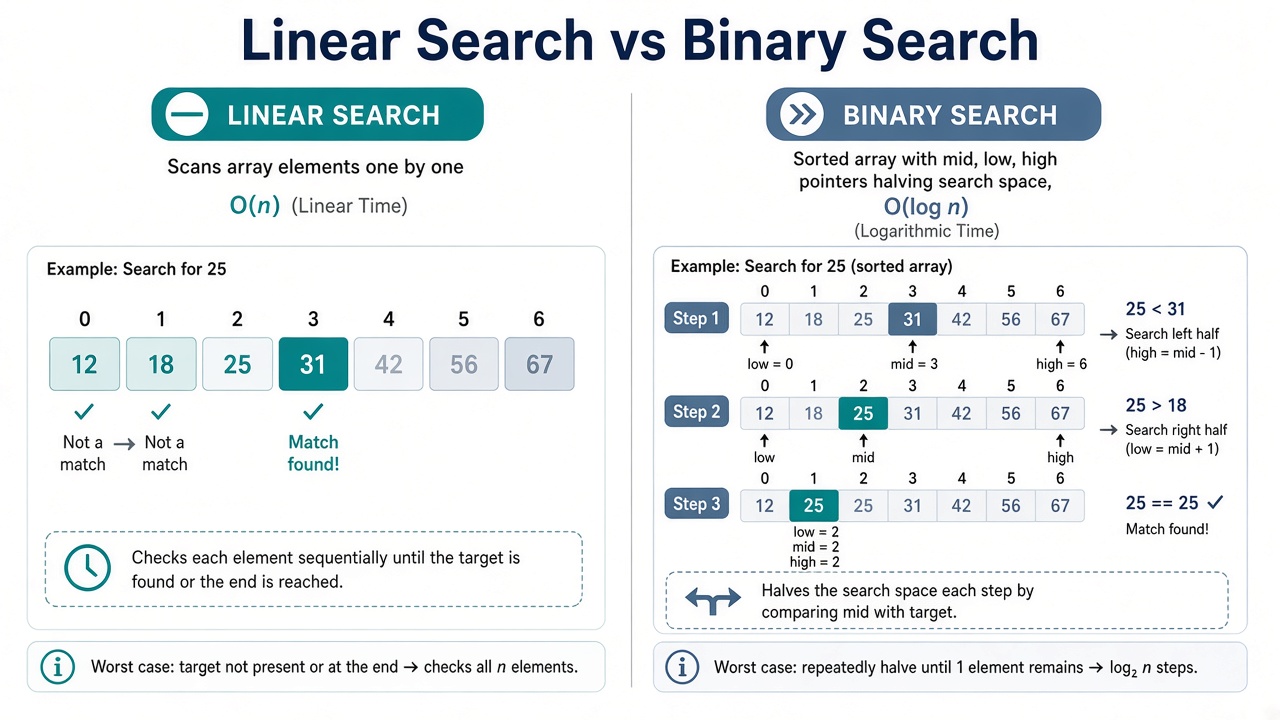 Linear Search vs Binary Search
LINEAR SEARCH
Scans array elements one by one
O(n) (Linear Time)
Example: Search for 25
0 1 2 3 4 5 6
12 18 25 31 42 56 67
Not a → Not a Match
match match found!
Checks each element sequentially until the target is
found or the end is reached.
Worst case: target not present or at the end → checks all n elements.
BINARY SEARCH
Sorted array with mid, low, high
pointers halving search space,
O(log n)
(Logarithmic Time)
Example: Search for 25 (sorted array)
0 1 2 3 4 5 6
Step 1 12 18 25 31 42 56 67
low = 0 mid = 3 high = 6
25 < 31
→ Search left half
(high = mid - 1)
0 1 2 3 4 5 6
Step 2 12 18 25 31 42 56 67
low mid high
25 > 18
→ Search right half
(low = mid + 1)
0 1 2 3 4 5 6
Step 3 12 25 25 31 42 56 67
low = 2
mid = 2
high = 2
25 == 25 ✓
Match found!
Halves the search space each step by
comparing mid with target.
Worst case: repeatedly halve until 1 element remains → log₂ n steps.